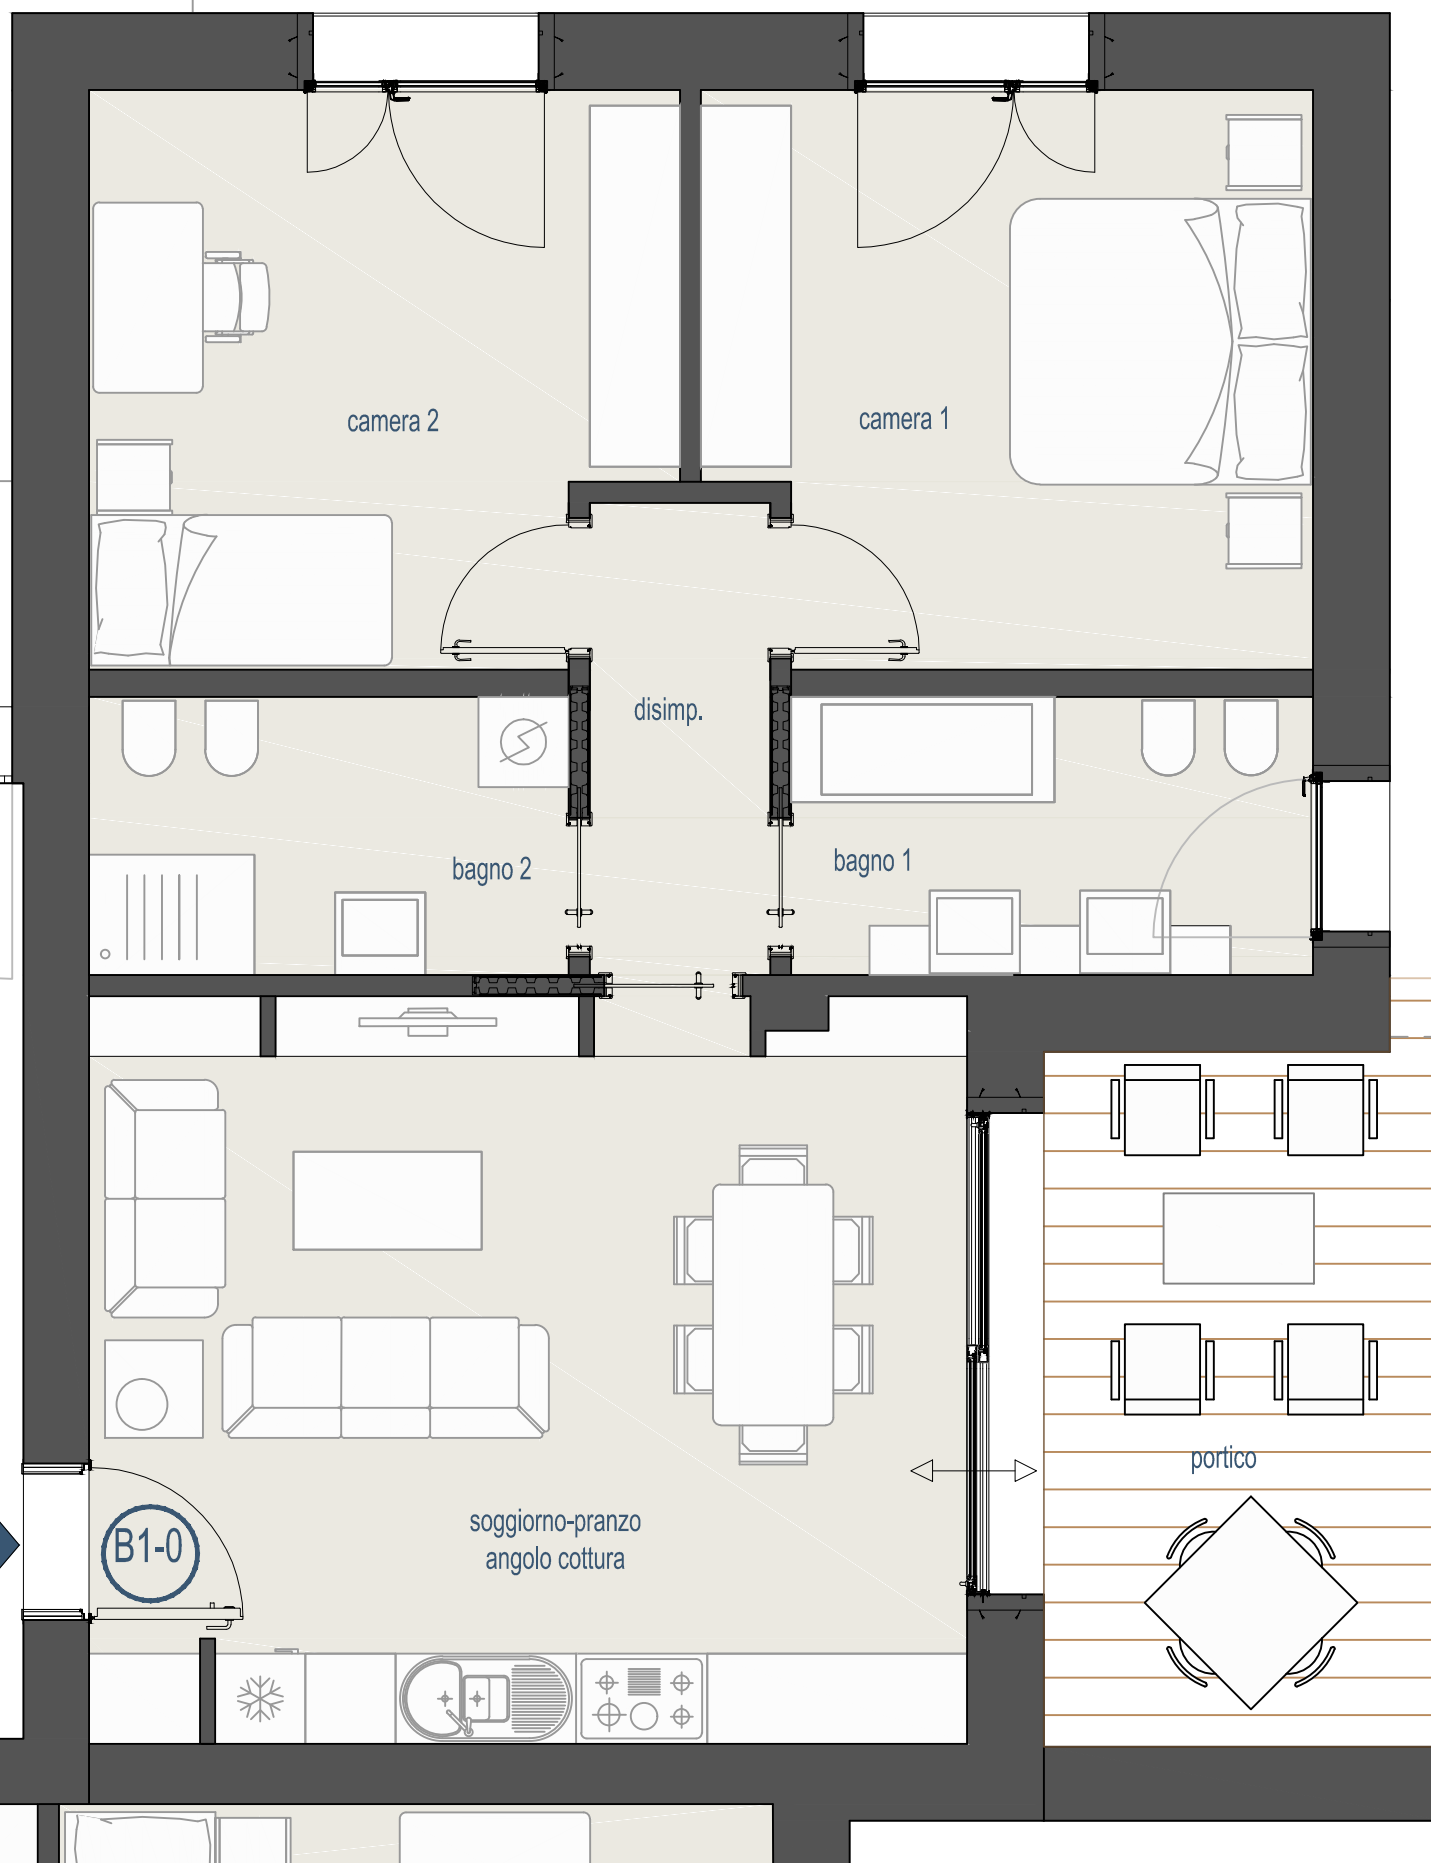 camera 2
camera 1
disimp.
bagno 2
bagno 1
portico
soggiorno-pranzo
angolo cottura
B1-0